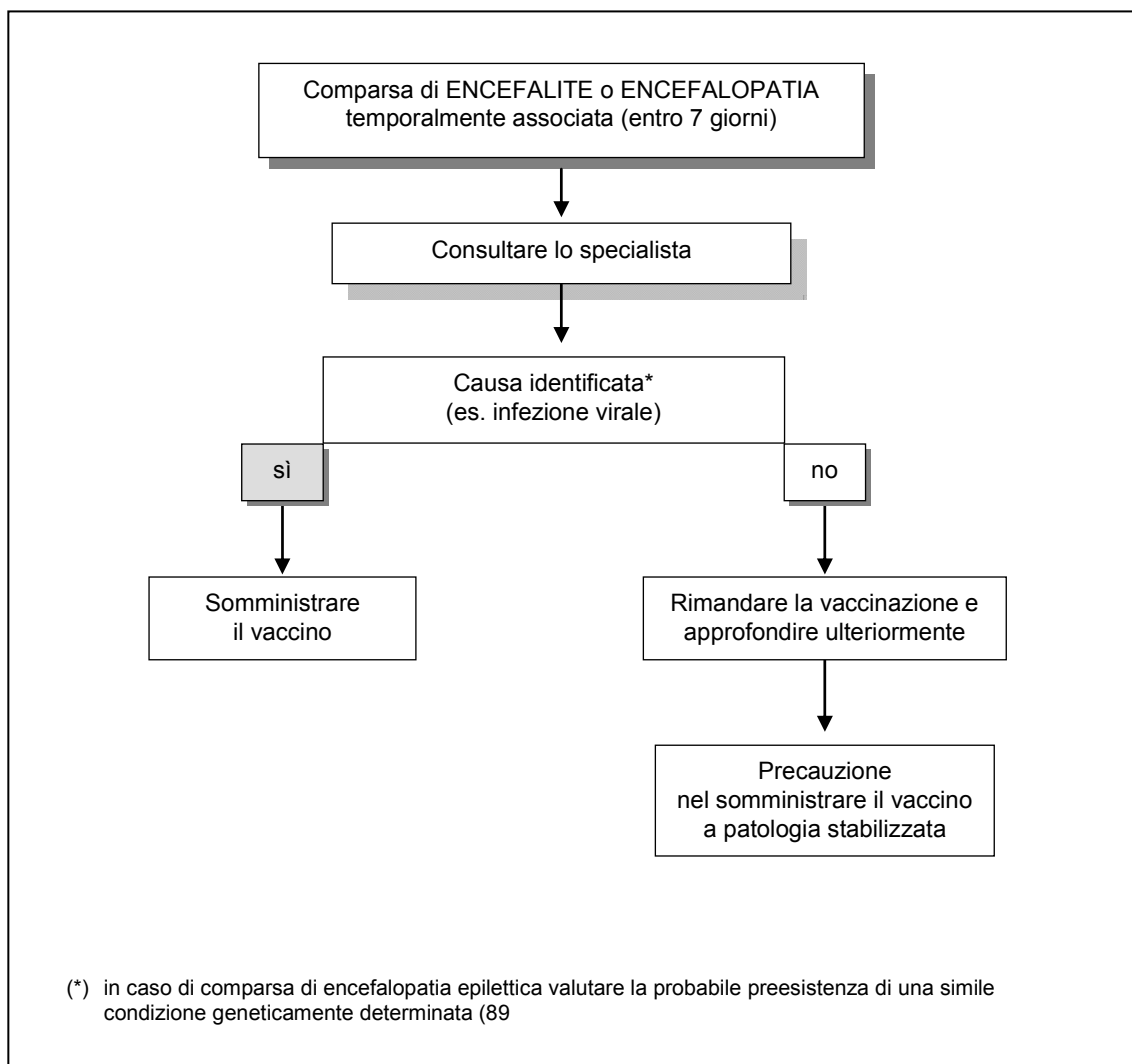 Comparsa di ENCEFALITE o ENCEFALOPATIA
temporalmente associata (entro 7 giorni)
Consultare lo specialista
Causa identificata*
(es. infezione virale)
sì
no
Somministrare
il vaccino
Rimandare la vaccinazione e
approfondire ulteriormente
Precauzione
nel somministrare il vaccino
a patologia stabilizzata
(*) in caso di comparsa di encefalopatia epilettica valutare la probabile preesistenza di una simile
condizione geneticamente determinata (89